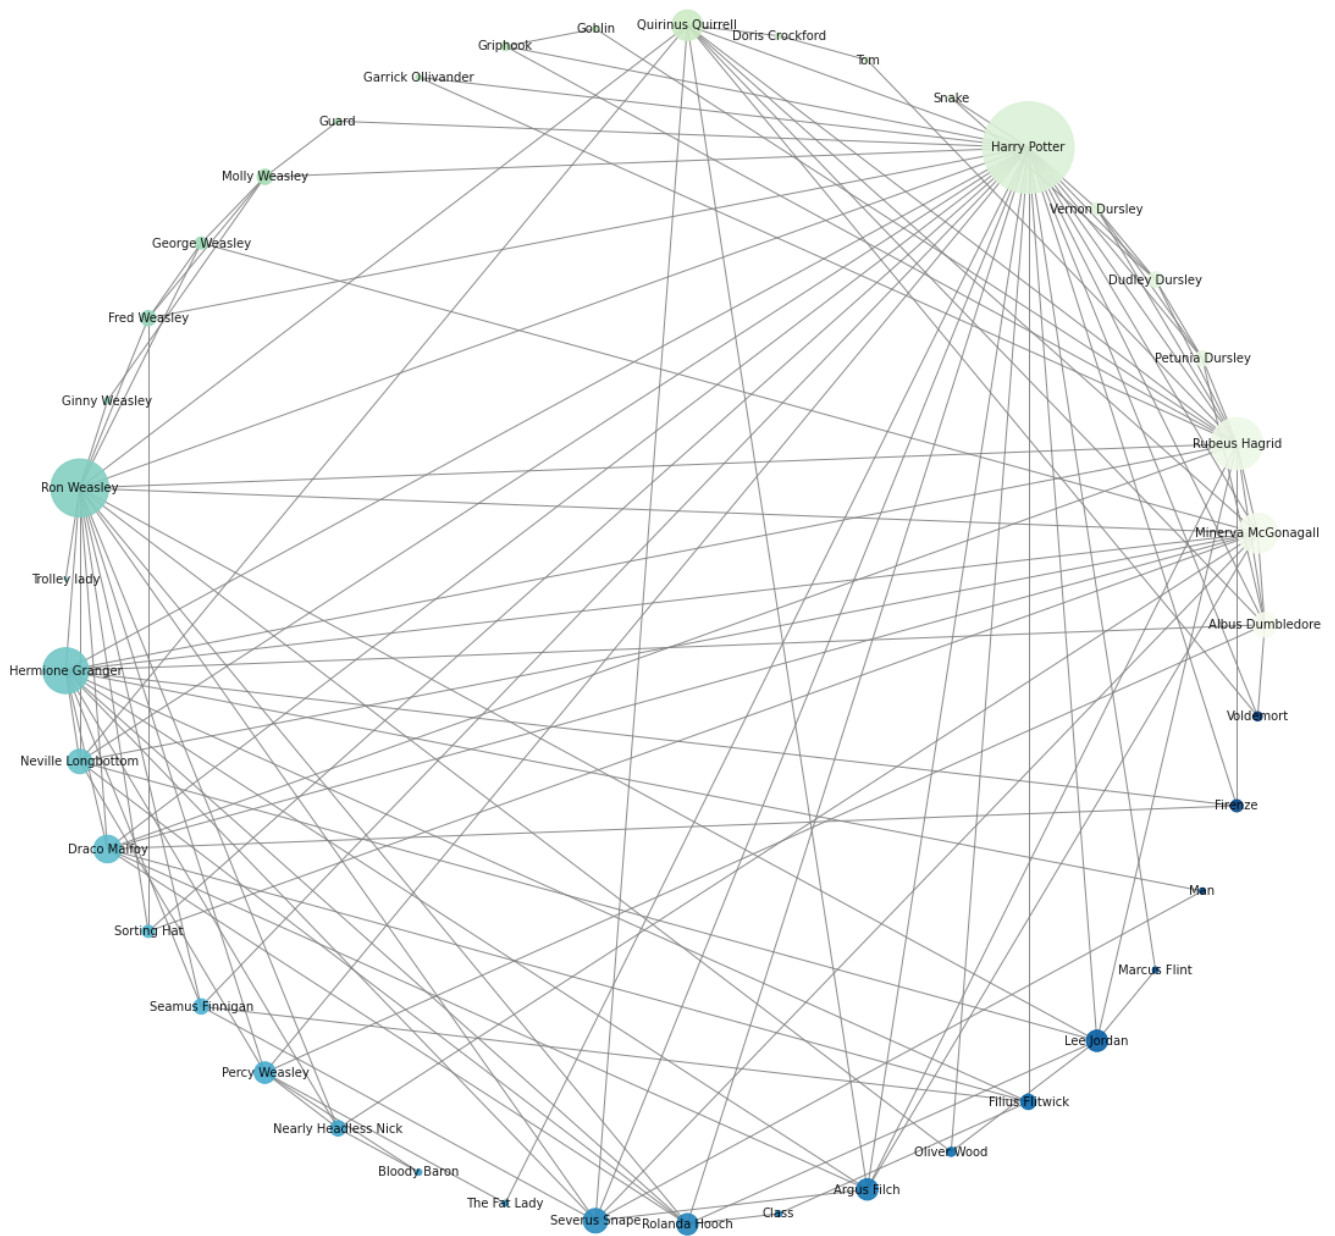 Quirinus Quirrell
Goblin
Doris Crockford
Griphook
Tom
Garrick Ollivander
Snake
Guard
Harry Potter
Molly Weasley
Vernon Dursley
George Weasley
Dudley Dursley
Fred Weasley
Petunia Dursley
Ginny Weasley
Rubeus Hagrid
Ron Weasley
Minerva McGonagall
Trolley lady
Albus Dumbledore
Hermione Granger
Voldemort
Neville Longbottom
Firenze
Draco Malfoy
Man
Sorting Hat
Marcus Flint
Seamus Finnigan
Lee Jordan
Percy Weasley
Filius Flitwick
Nearly Headless Nick
Oliver Wood
Bloody Baron
Argus Filch
The Fat Lady
Class
Severus Snape
Rolanda Hooch